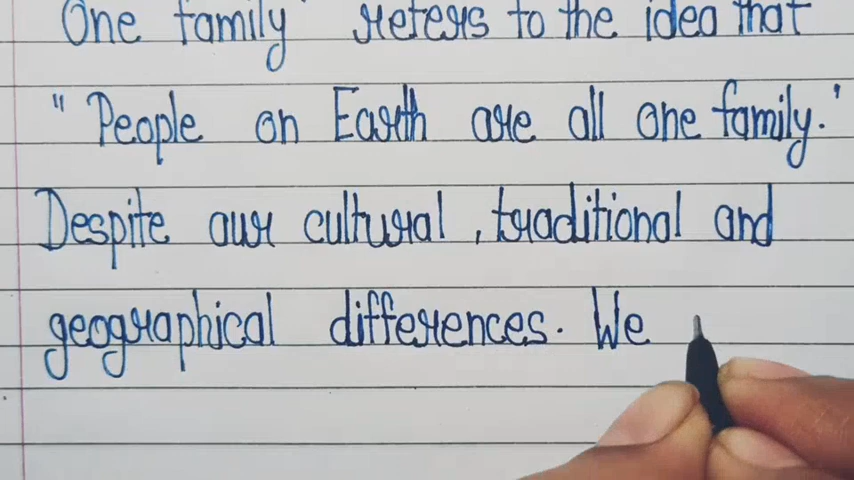 One family" refers to the idea that
"People on Earth are all one family.'
Despite our cultural, traditional and
geographical differences. We